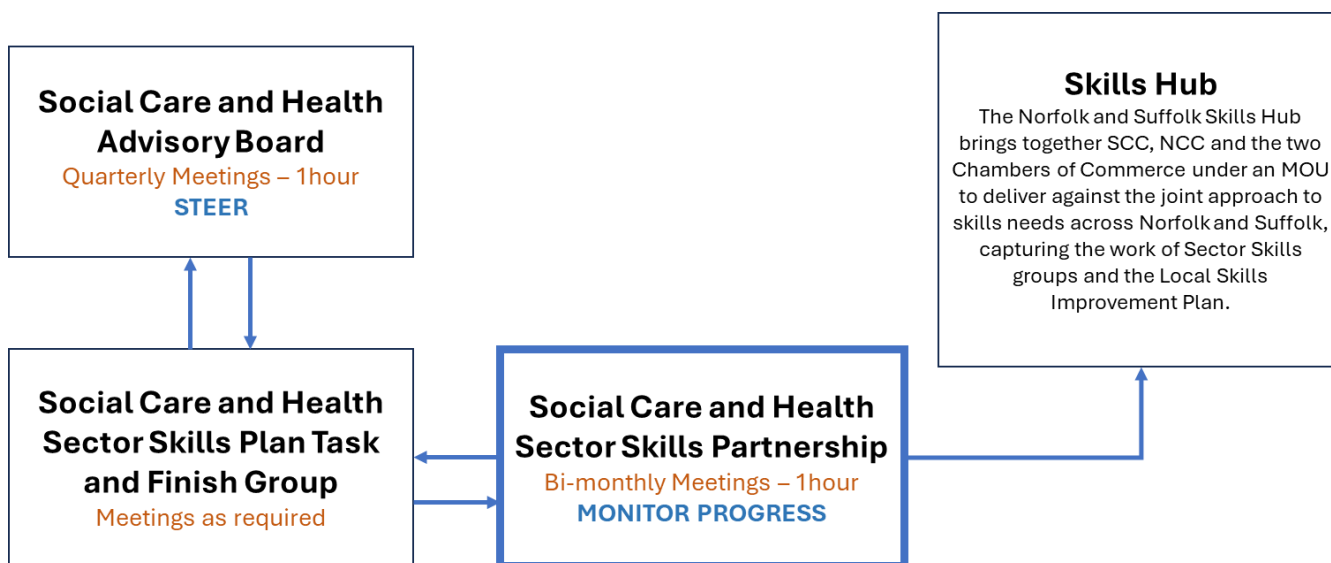 Social Care and Health
Advisory Board
Quarterly Meetings – 1hour
STEER
Skills Hub
The Norfolk and Suffolk Skills Hub
brings together SCC, NCC and the two
Chambers of Commerce under an MOU
to deliver against the joint approach to
skills needs across Norfolk and Suffolk,
capturing the work of Sector Skills
groups and the Local Skills
Improvement Plan.
Social Care and Health
Sector Skills Plan Task
and Finish Group
Meetings as required
Social Care and Health
Sector Skills Partnership
Bi-monthly Meetings – 1hour
MONITOR PROGRESS